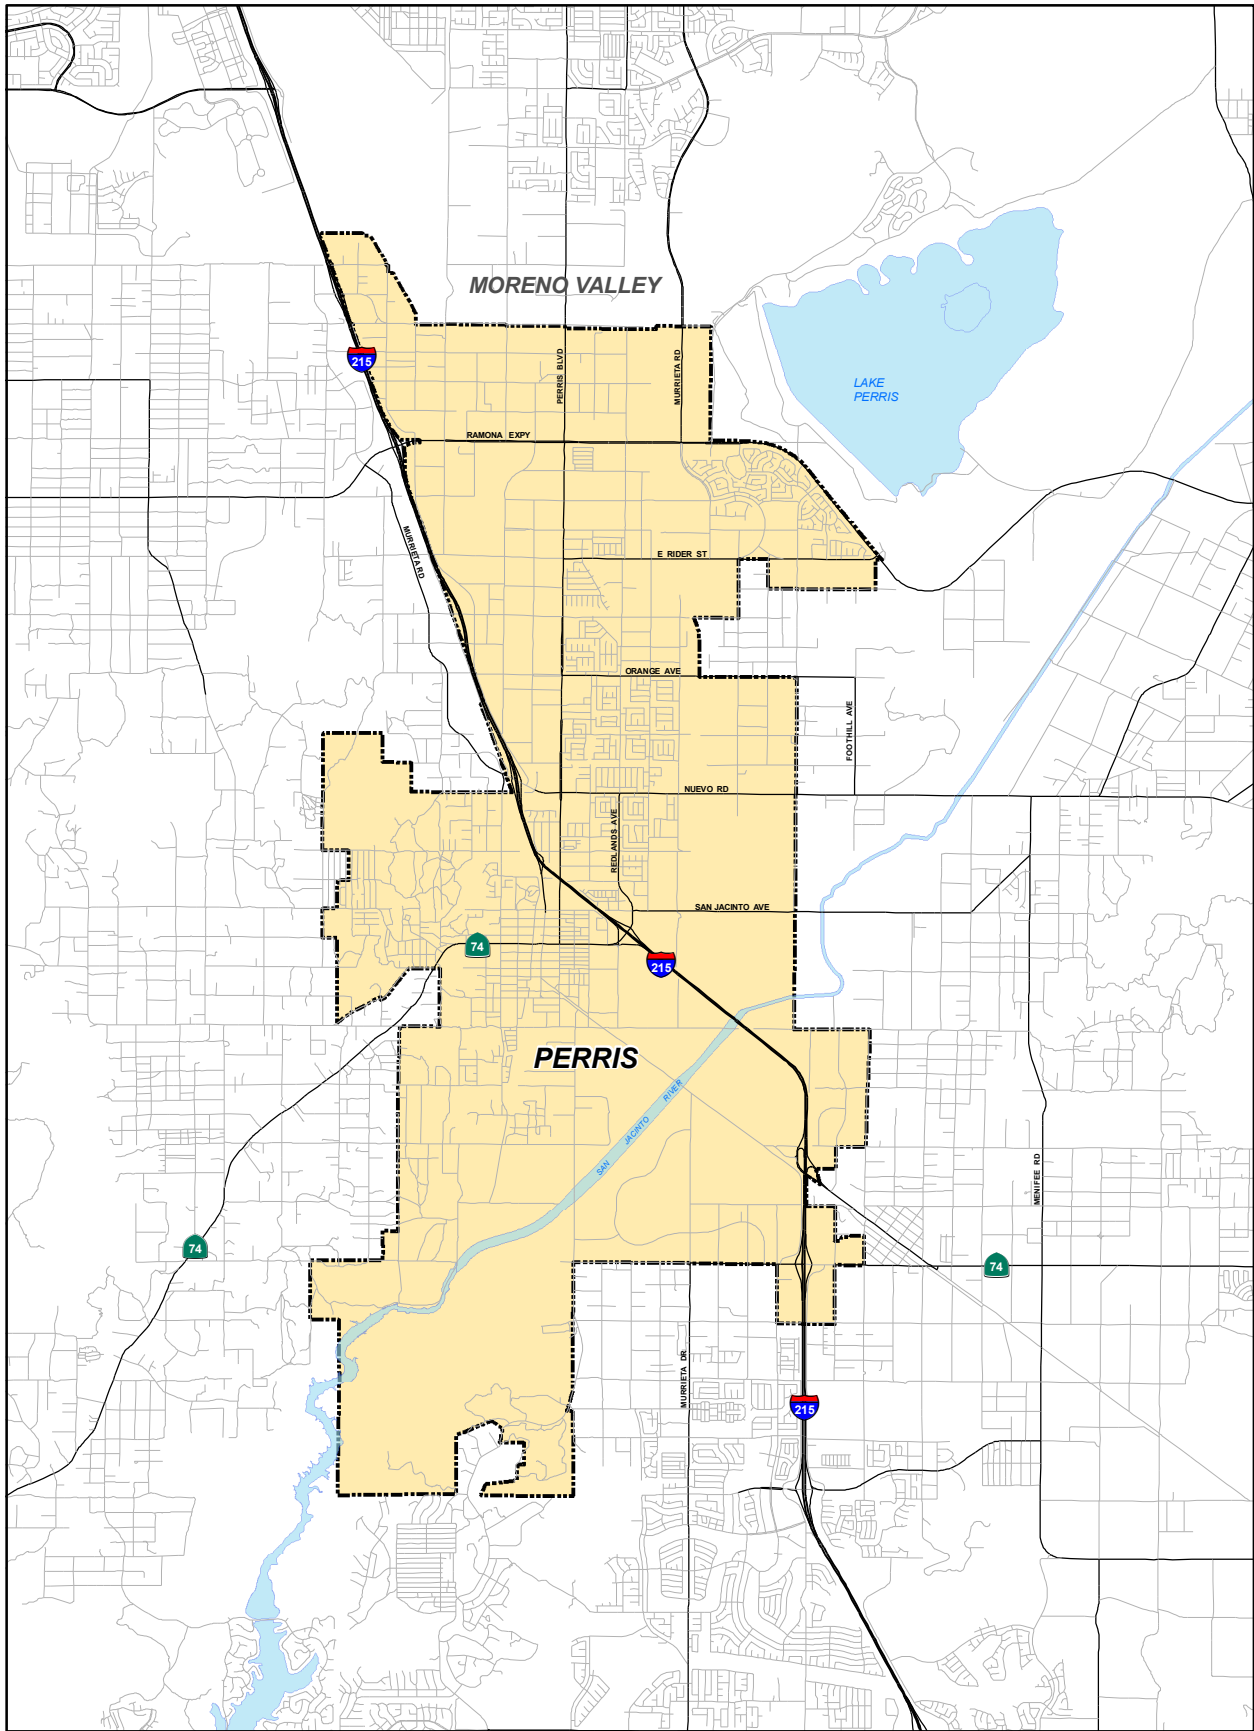 MORENO VALLEY
PERRIS BLVD
MURRIETA RD
215
LAKE
PERRIS
RAMONA EXPY
MURRIETA RD
E RIDER ST
ORANGE AVE
FOOTHILL AVE
NUEVO RD
REDLANDS AVE
SAN JACINTO AVE
74
215
PERRIS
SAN JACINTO RIVER
MENIFEE RD
74
74
MURRIETA DR
215